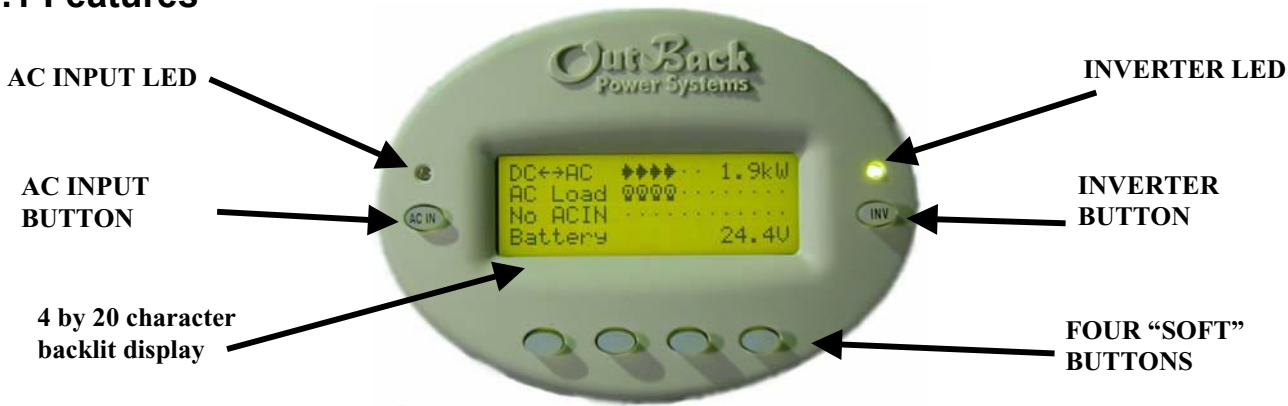 .1 Features
AC INPUT LED
AC INPUT
BUTTON
4 by 20 character
backlit display
OutBack
Power Systems
DC←→AC 1.9kW
AC Load
No ACIN
Battery 24.4V
AC IN
INV
INVERTER LED
INVERTER
BUTTON
FOUR “SOFT”
BUTTONS